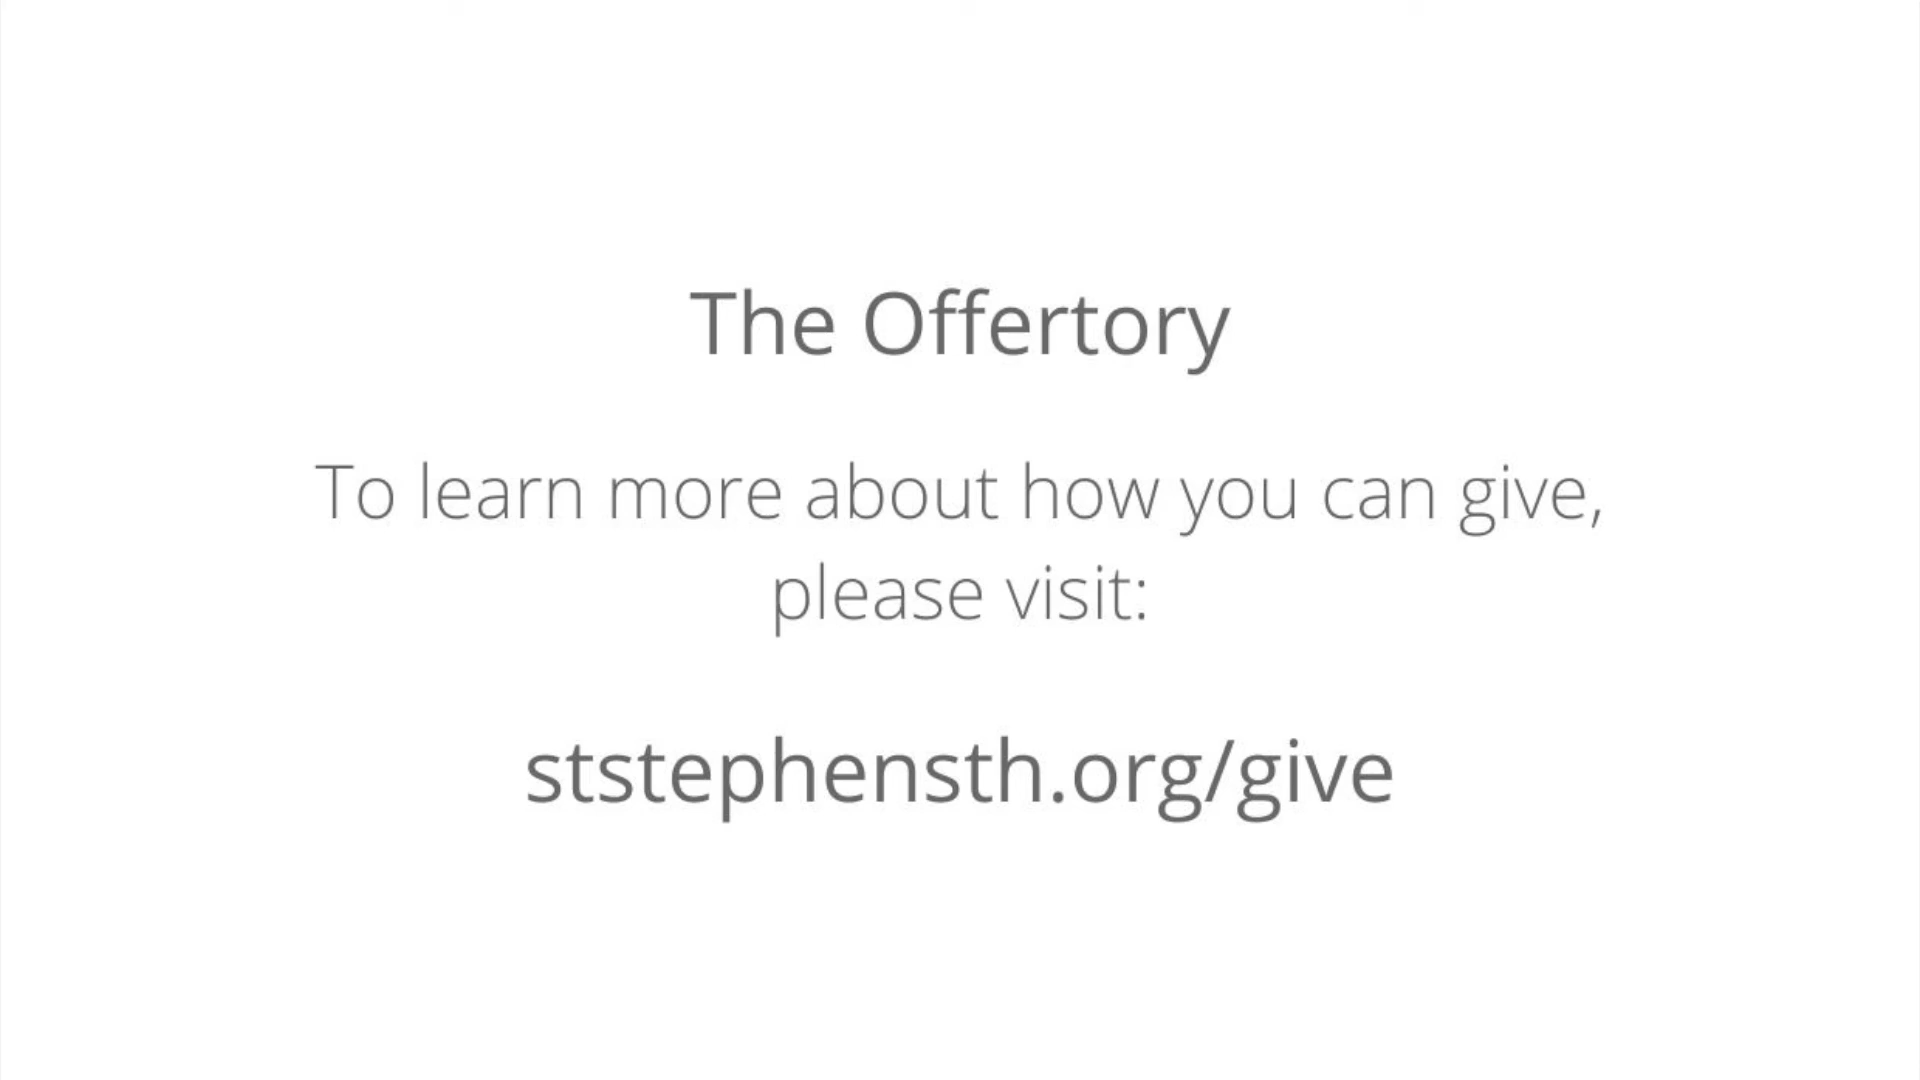 The Offertory
To learn more about how you can give,
please visit:
ststephensth.org/give